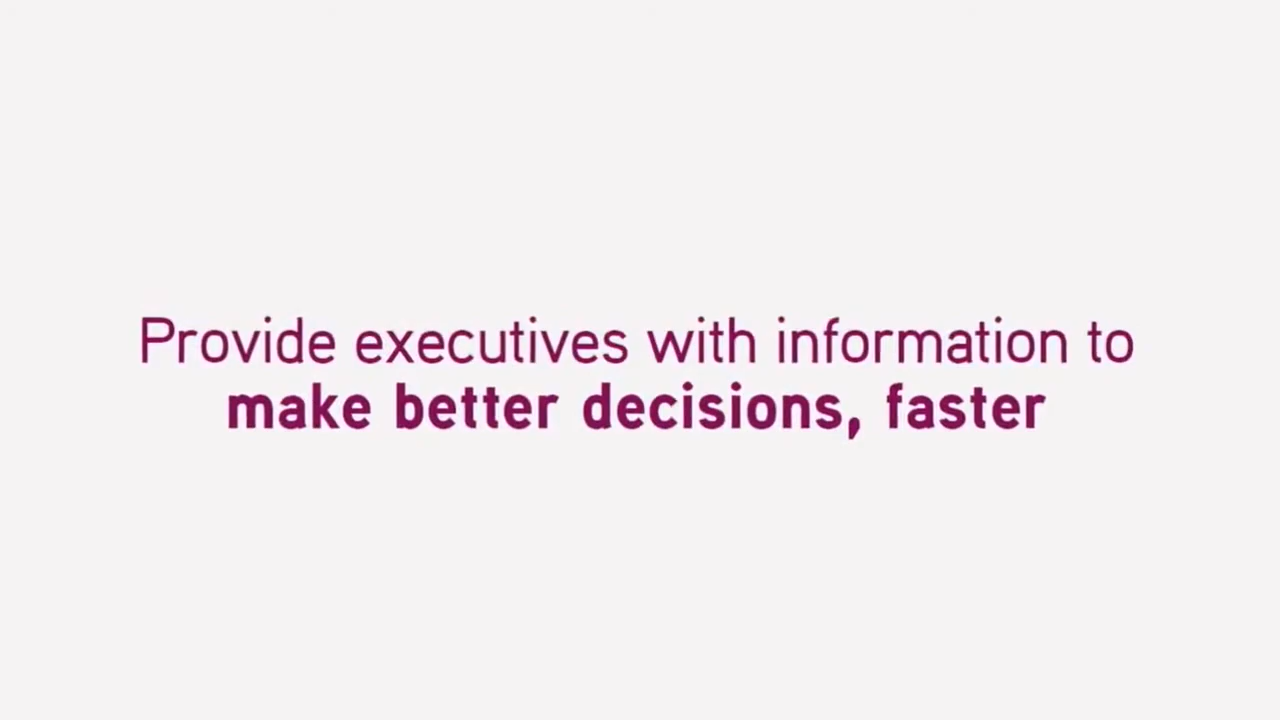 Provide executives with information to
make better decisions, faster